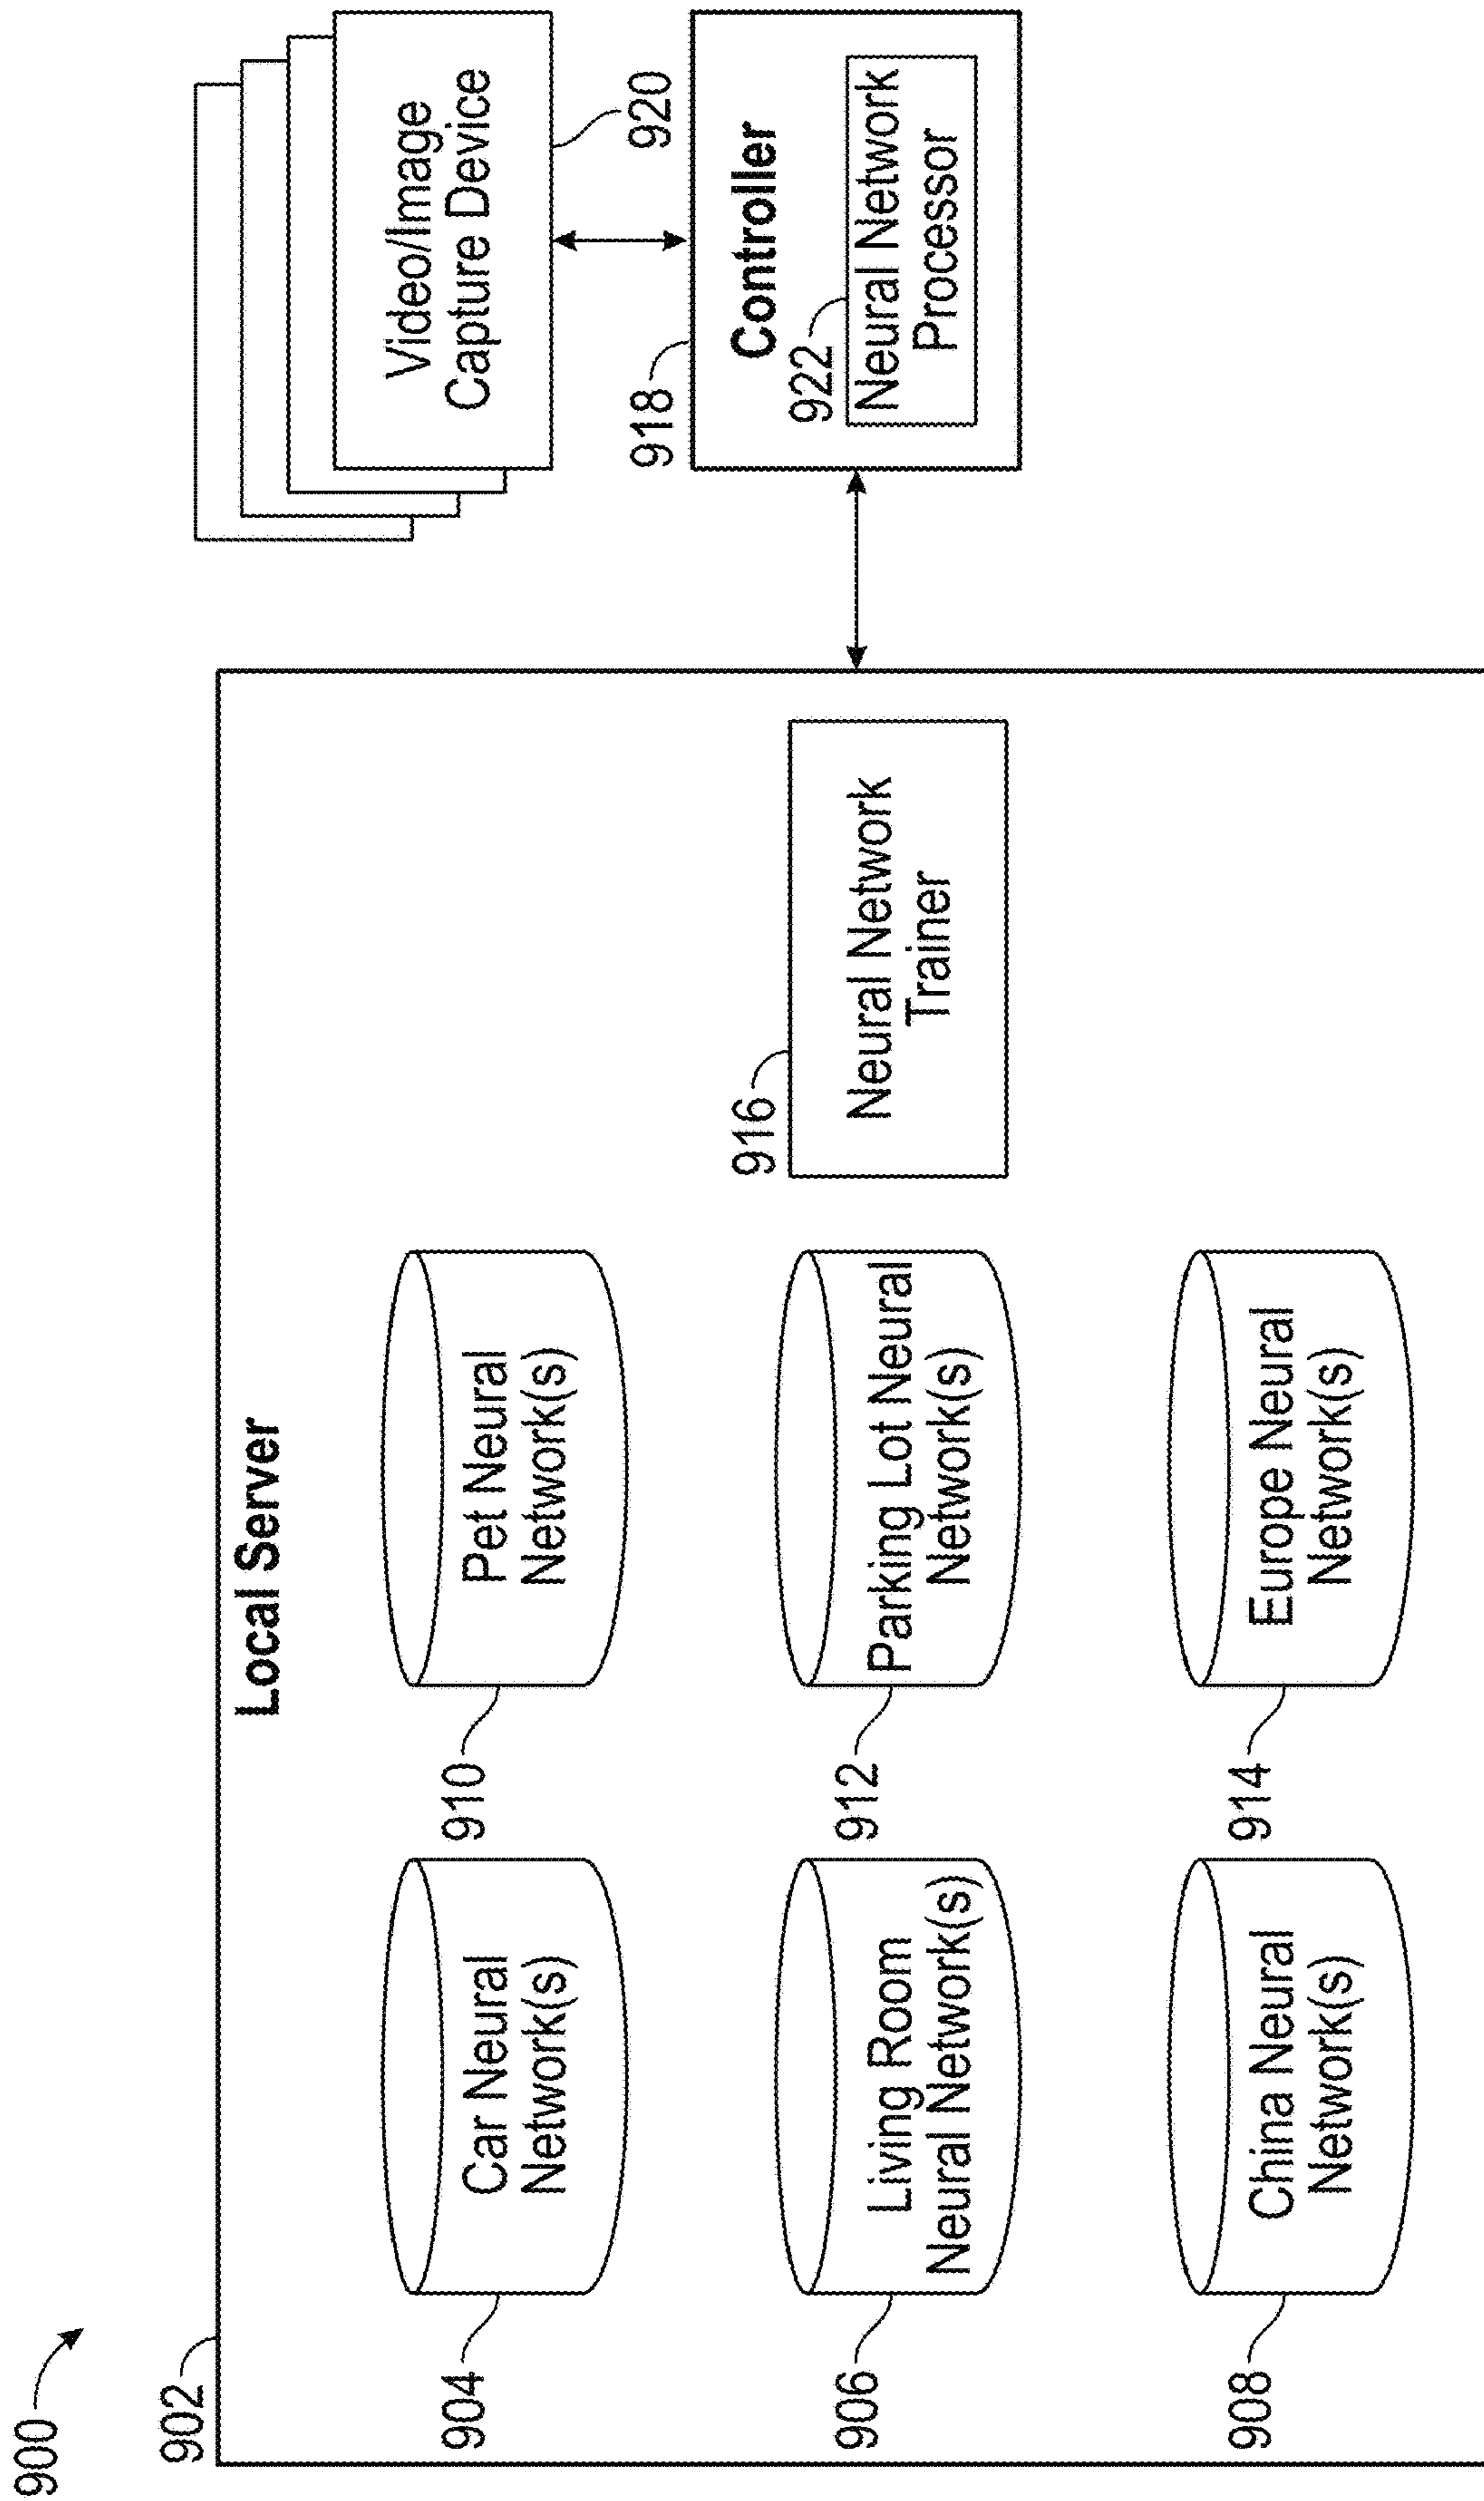 900
902
Local Server
904
Car Neural
Network(s)
910
Pet Neural
Network(s)
906
Living Room
Neural Network(s)
912
Parking Lot Neural
Network(s)
908
China Neural
Network(s)
914
Europe Neural
Network(s)
916
Neural Network
Trainer
Video/Image
Capture Device
920
918
Controller
922
Neural Network
Processor